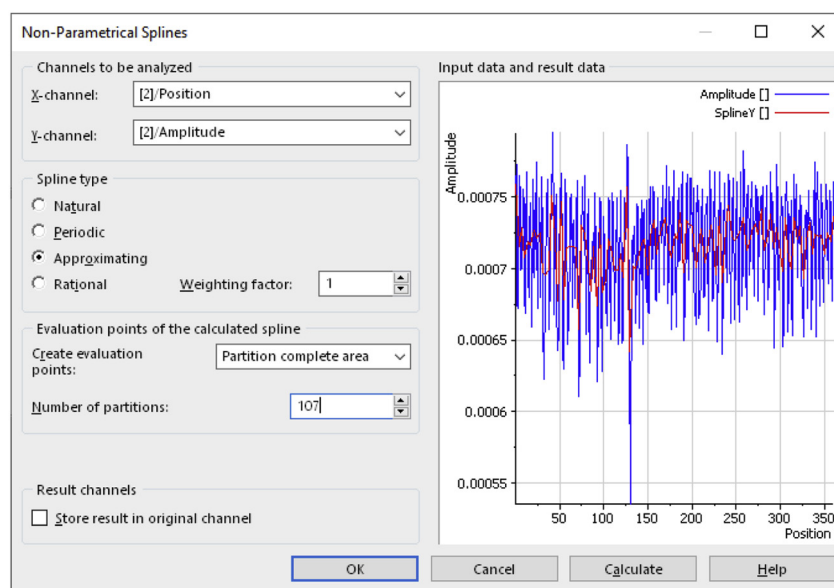 Non-Parametrical Splines
Channels to be analyzed
X-channel: [2]/Position
Y-channel: [2]/Amplitude
Spline type
Natural
Periodic
Approximating
Rational Weighting factor: 1
Evaluation points of the calculated spline
Create evaluation points: Partition complete area
Number of partitions: 107
Result channels
Store result in original channel
Input data and result data
Amplitude []
SplineY []
Amplitude
0.00075
0.0007
0.00065
0.0006
0.00055
50 100 150 200 250 300 350
Position
OK Cancel Calculate Help